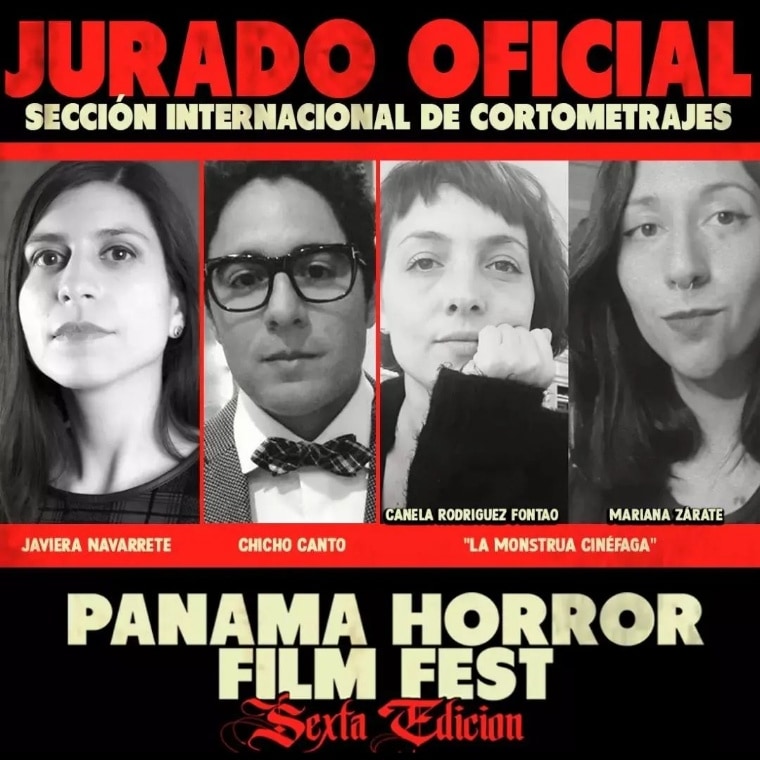 JURADO OFICIAL
SECCIÓN INTERNACIONAL DE CORTOMETRAJES
CANELA RODRIGUEZ FONTAO
MARIANA ZÁRATE
JAVIERA NAVARRETE
CHICHO CANTO
"LA MONSTRUA CINÉFAGA"
PANAMA HORROR
FILM FEST
Sexta Edicion